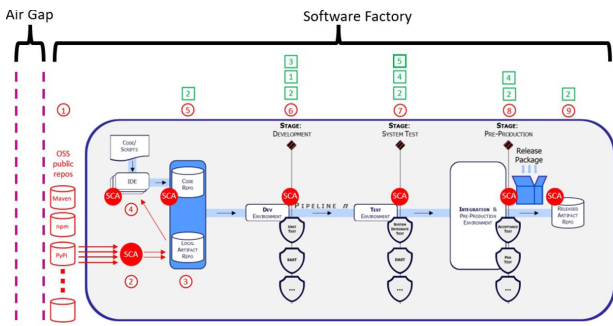 Air Gap
Software Factory
3
5
1
4
4
2
2
2
2
2
1
5
6
7
8
9
STAGE:
DEVELOPMENT
STAGE:
SYSTEM TEST
STAGE:
PRE-PRODUCTION
OSS
public
repos
CODE/
SCRIPTS
Release
Package
IDE
CODE
REPO
SCA
SCA
SCA
SCA
SCA
SCA
Maven
4
PIPELINE n
DEV
ENVIRONMENT
TEST
ENVIRONMENT
INTEGRATION &
PRE-PRODUCTION
ENVIRONMENT
RELEASED
ARTIFACT
REPO
npm
UNIT
TEST
SYSTEM
INTEGRATE
TEST
ACCEPTANCE
TEST
PyPi
SCA
LOCAL
ARTIFACT
REPO
SAST
DAST
PEN
TEST
2
3
...
...
...